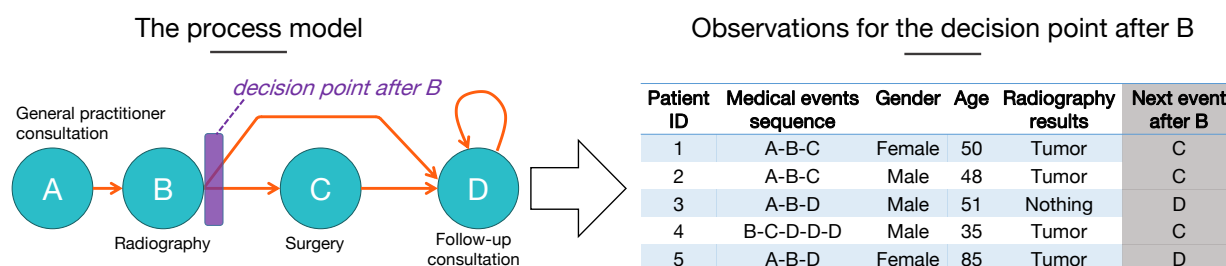 The process model
Observations for the decision point after B
decision point after B
General practitioner
consultation
A
B
C
D
Radiography
Surgery
Follow-up
consultation
Patient ID Medical events sequence Gender Age Radiography results Next event after B
1 A-B-C Female 50 Tumor C
2 A-B-C Male 48 Tumor C
3 A-B-D Male 51 Nothing D
4 B-C-D-D-D Male 35 Tumor C
5 A-B-D Female 85 Tumor D